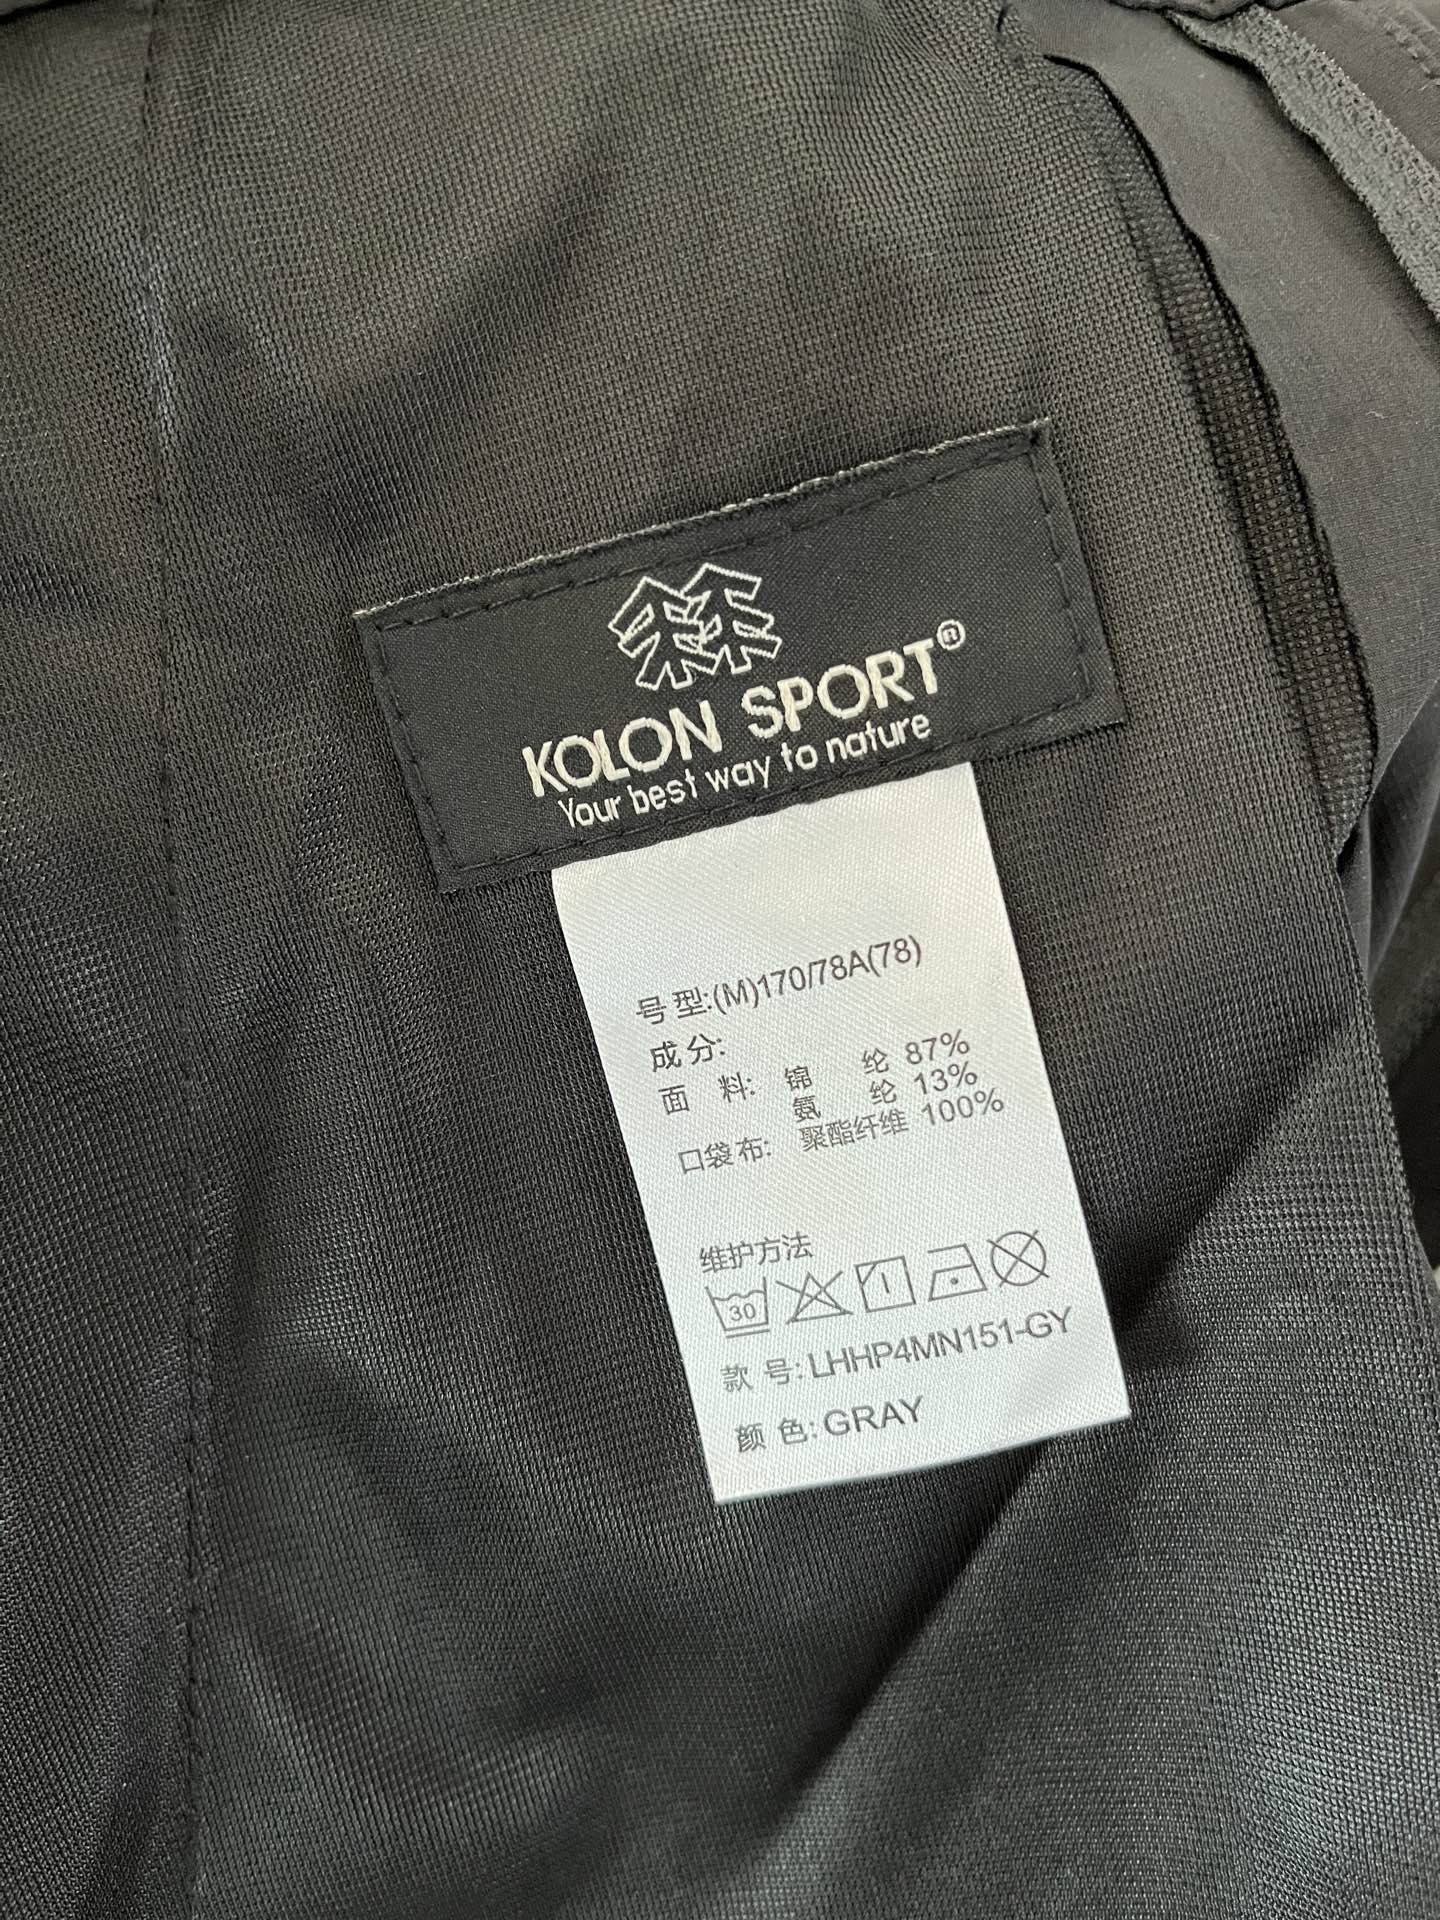 KOLON SPORT®
Your best way to nature
号型:(M)170/78A(78)
成分:
面 料: 锦 纶 87%
氨 纶 13%
口袋布: 聚酯纤维 100%
维护方法
30
款 号: LHHP4MN151-GY
颜 色: GRAY